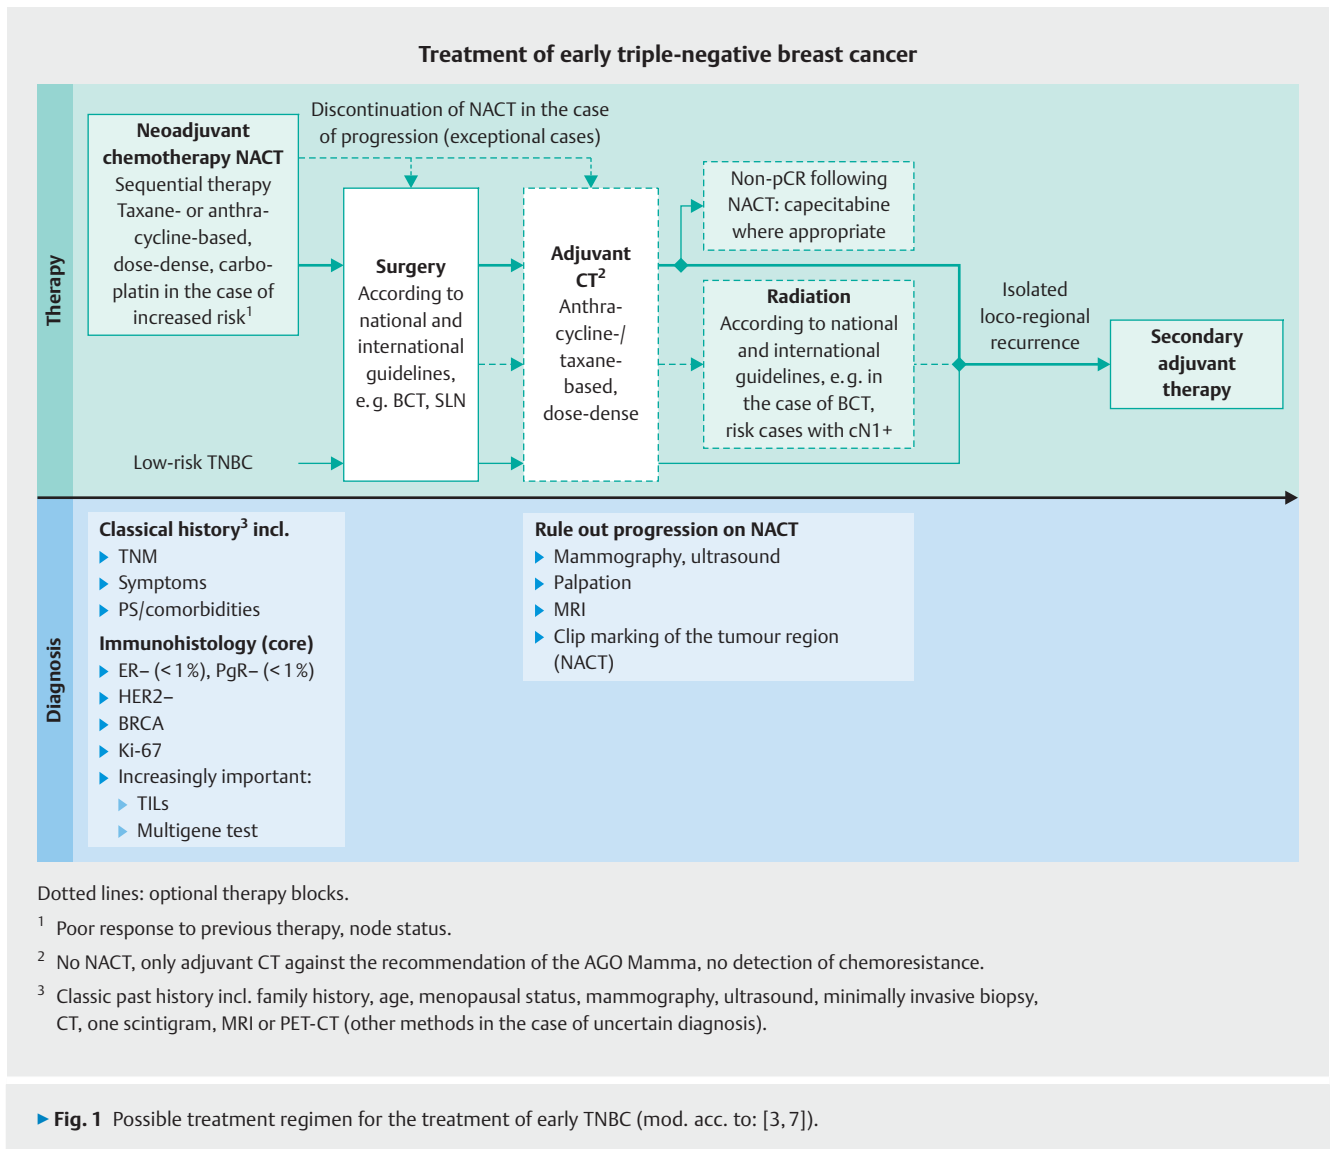 Treatment of early triple-negative breast cancer
Therapy
Neoadjuvant
chemotherapy NACT
Sequential therapy
Taxane- or anthra-
cycline-based,
dose-dense, carbo-
platin in the case of
increased risk¹
Discontinuation of NACT in the case
of progression (exceptional cases)
Surgery
According to
national and
international
guidelines,
e. g. BCT, SLN
Adjuvant
CT²
Anthra-
cycline-/
taxane-
based,
dose-dense
Non-pCR following
NACT: capecitabine
where appropriate
Radiation
According to national
and international
guidelines, e. g. in
the case of BCT,
risk cases with cN1+
Isolated
loco-regional
recurrence
Secondary
adjuvant
therapy
Low-risk TNBC
Diagnosis
Classical history³ incl.
▶ TNM
▶ Symptoms
▶ PS/comorbidities
Immunohistology (core)
▶ ER– (< 1 %), PgR– (< 1 %)
▶ HER2–
▶ BRCA
▶ Ki-67
▶ Increasingly important:
▶ TILs
▶ Multigene test
Rule out progression on NACT
▶ Mammography, ultrasound
▶ Palpation
▶ MRI
▶ Clip marking of the tumour region
(NACT)
Dotted lines: optional therapy blocks.
¹ Poor response to previous therapy, node status.
² No NACT, only adjuvant CT against the recommendation of the AGO Mamma, no detection of chemoresistance.
³ Classic past history incl. family history, age, menopausal status, mammography, ultrasound, minimally invasive biopsy,
CT, one scintigram, MRI or PET-CT (other methods in the case of uncertain diagnosis).
▶ Fig. 1 Possible treatment regimen for the treatment of early TNBC (mod. acc. to: [3, 7]).